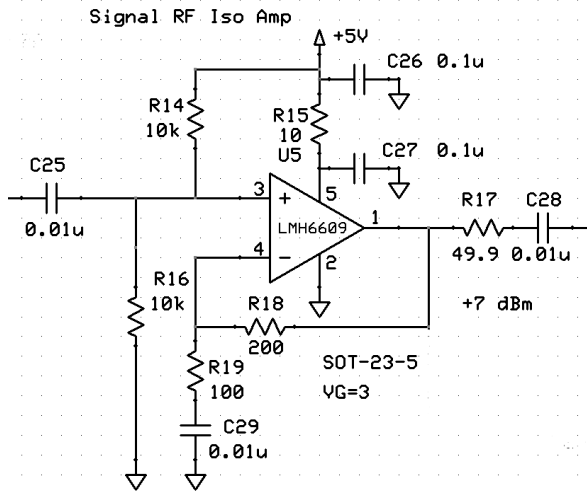 Signal RF Iso Amp
+5V
C26 0.1u
R14
10k
R15
10
U5
C27 0.1u
C25
0.01u
3
+
5
LMH6609
1
R17
49.9
C28
0.01u
4
−
2
R16
10k
R18
200
+7 dBm
R19
100
SOT-23-5
VG=3
C29
0.01u